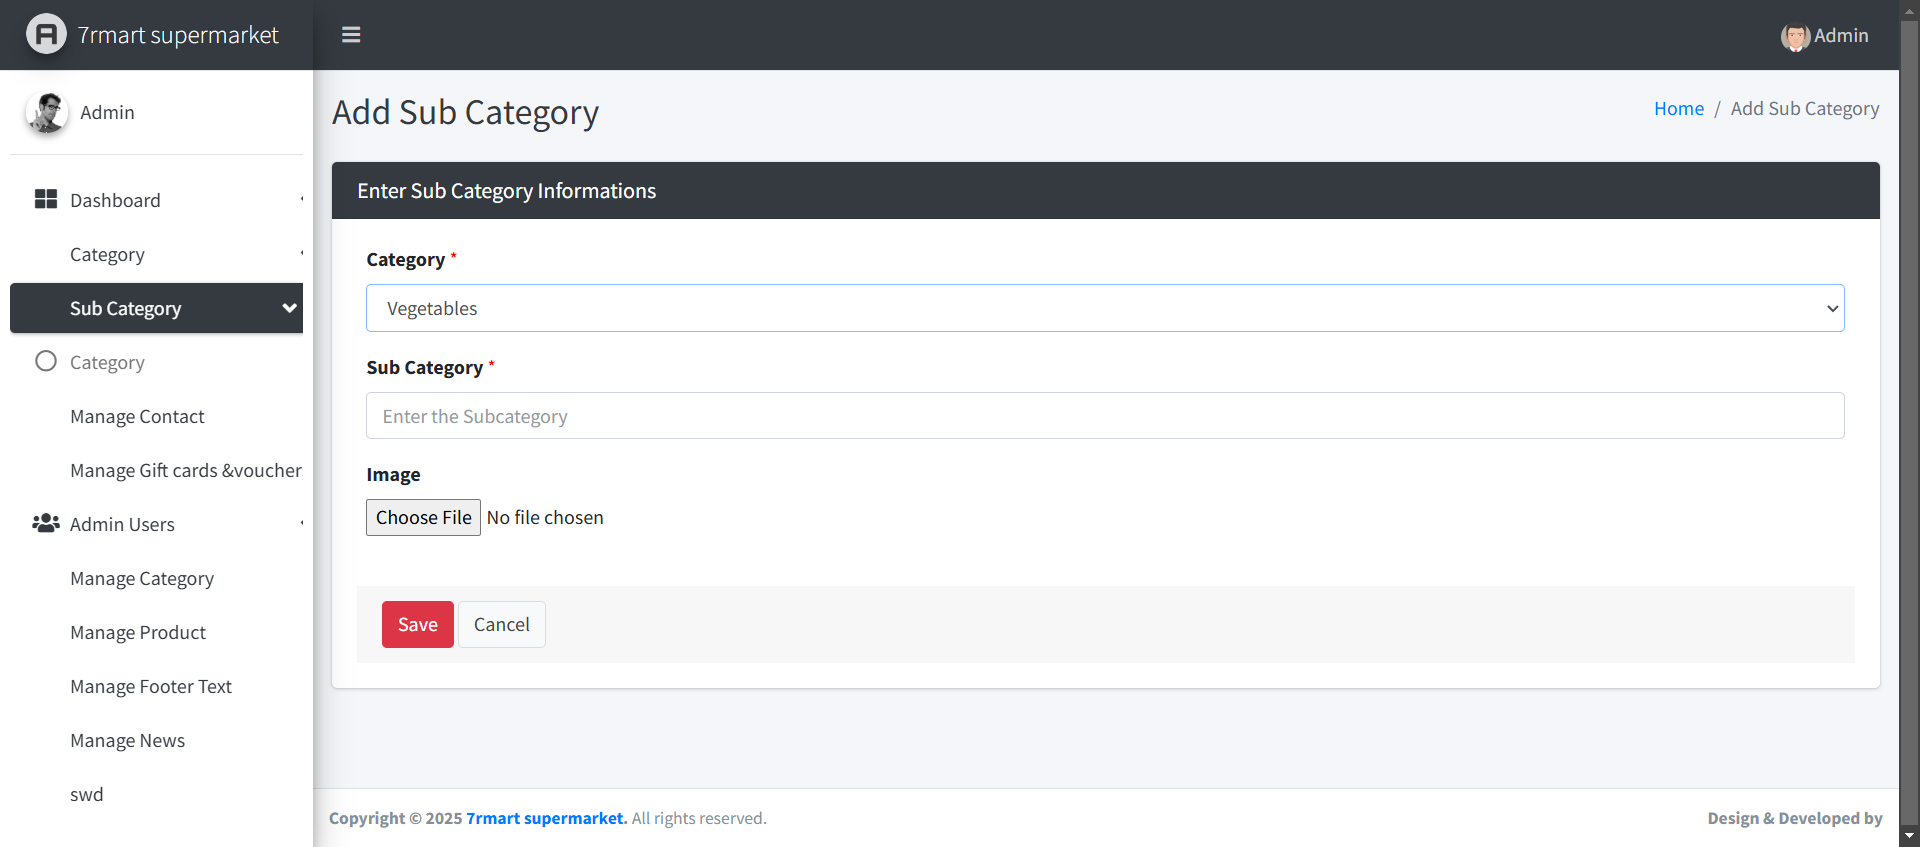 7rmart supermarket
Admin
Admin
Dashboard
Category
Sub Category
Category
Manage Contact
Manage Gift cards &voucher
Admin Users
Manage Category
Manage Product
Manage Footer Text
Manage News
swd
Add Sub Category
Home / Add Sub Category
Enter Sub Category Informations
Category *
Vegetables
Sub Category *
Enter the Subcategory
Image
Choose File No file chosen
Save Cancel
Copyright © 2025 7rmart supermarket. All rights reserved.
Design & Developed by